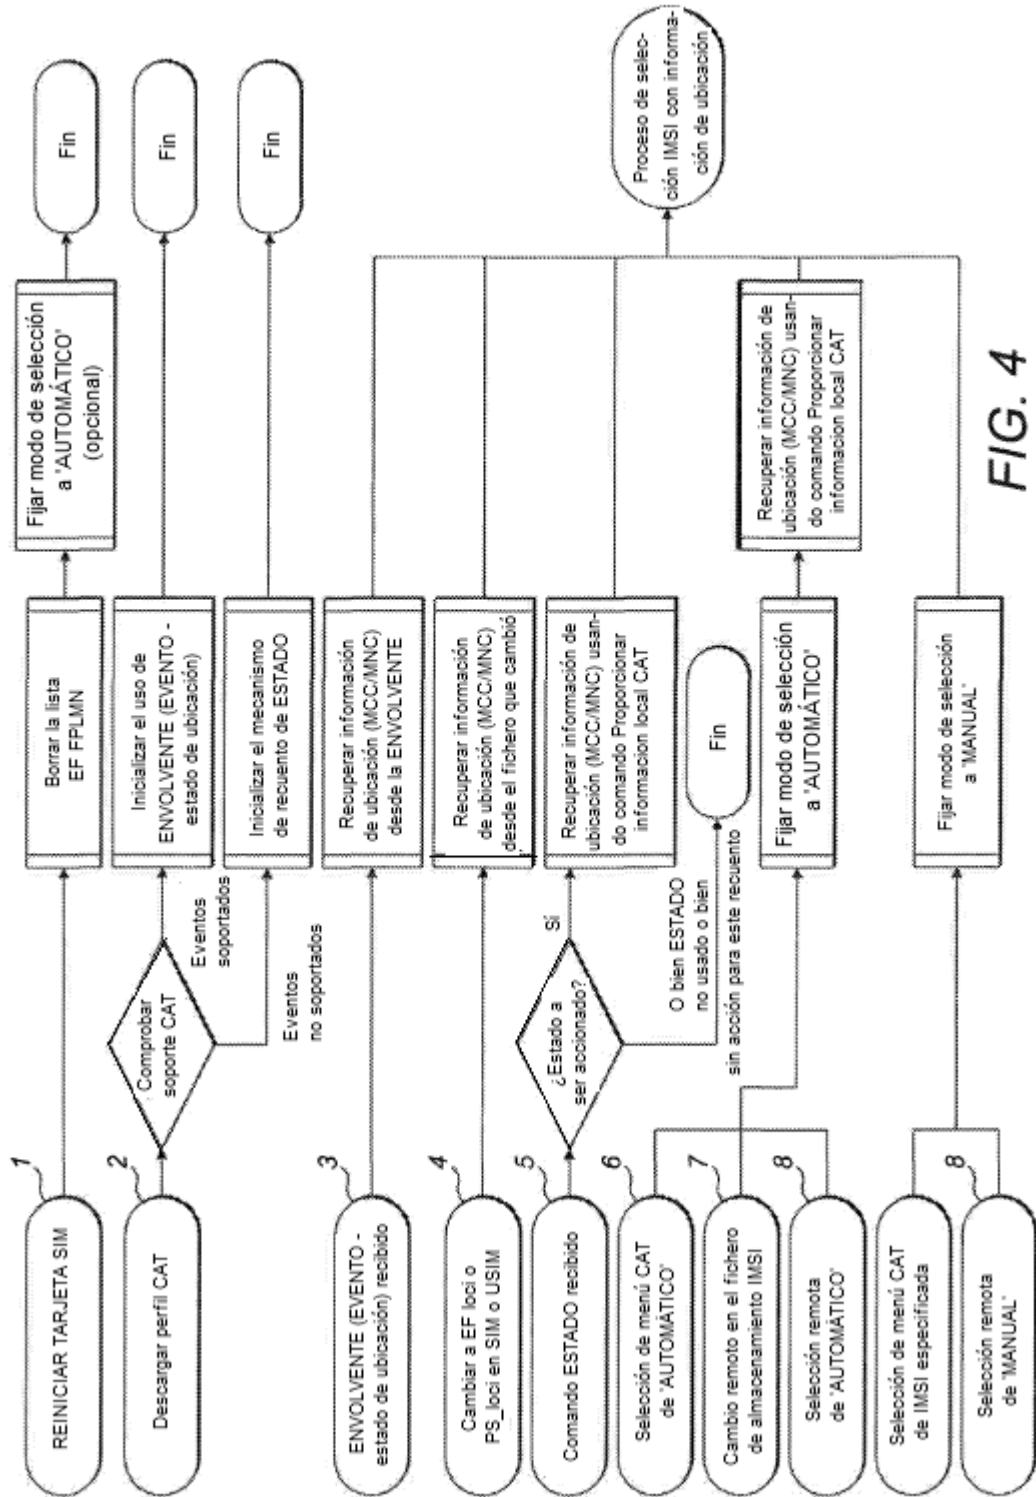 REINICIAR TARJETA SIM
1
Borrar la lista
EF FPLMN
Fijar modo de selección
a "AUTOMÁTICO"
(opcional)
Fin
Descargar perfil CAT
2
Comprobar
soporte CAT
Eventos
soportados
Inicializar el uso de
ENVOLVENTE (EVENTO -
estado de ubicación)
Fin
Eventos
no soportados
Inicializar el mecanismo
de recuento de ESTADO
Fin
ENVOLVENTE (EVENTO -
estado de ubicación) recibido
3
Recuperar información
de ubicación (MCC/MNC)
desde la ENVOLVENTE
Cambiar a EF loci o
PS_loci en SIM o USIM
4
Recuperar información
de ubicación (MCC/MNC)
desde el fichero que cambió
Comando ESTADO recibido
5
¿Estado a
ser accionado?
Sí
Recuperar información de
ubicación (MCC/MNC) usan-
do comando Proporcionar
informacion local CAT
O bien ESTADO
no usado o bien
sin acción para este recuento
Fin
Selección de menú CAT
de "AUTOMÁTICO"
6
Cambio remoto en el fichero
de almacenamiento IMSI
7
Selección remota
de "AUTOMÁTICO"
8
Fijar modo de selección
a "AUTOMÁTICO"
Recuperar información de
ubicación (MCC/MNC) usan-
do comando Proporcionar
informacion local CAT
Selección de menú CAT
de IMSI especificada
Selección remota
de "MANUAL"
8
Fijar modo de selección
a "MANUAL"
Proceso de selec-
ción IMSI con informa-
ción de ubicación
FIG. 4